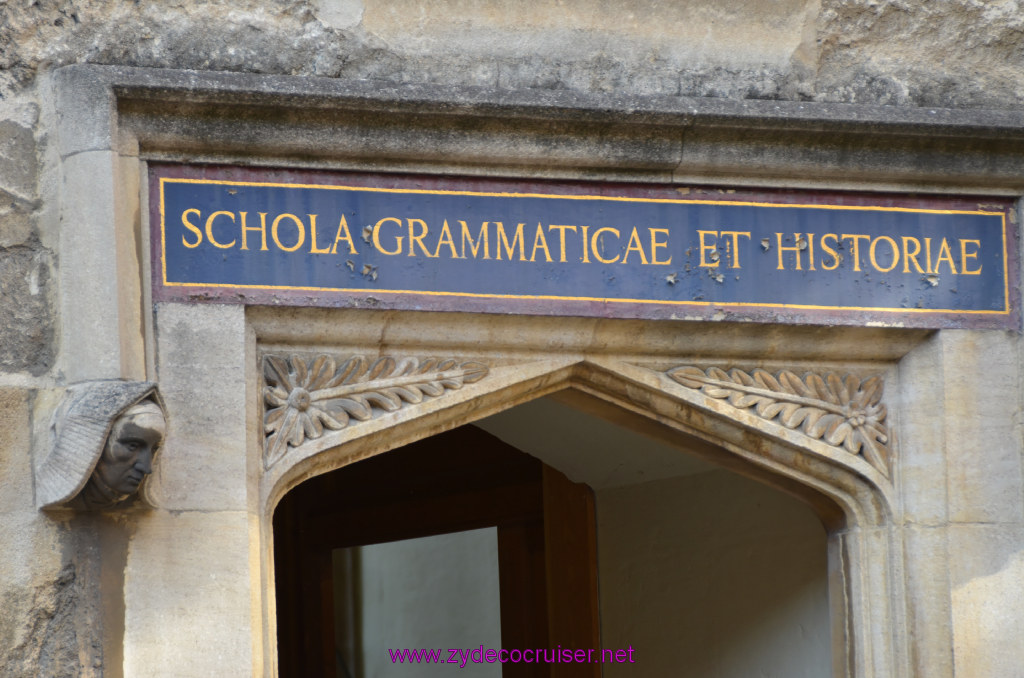 SCHOLA GRAMMATICAE ET HISTORIAE
www.zydecocruiser.net